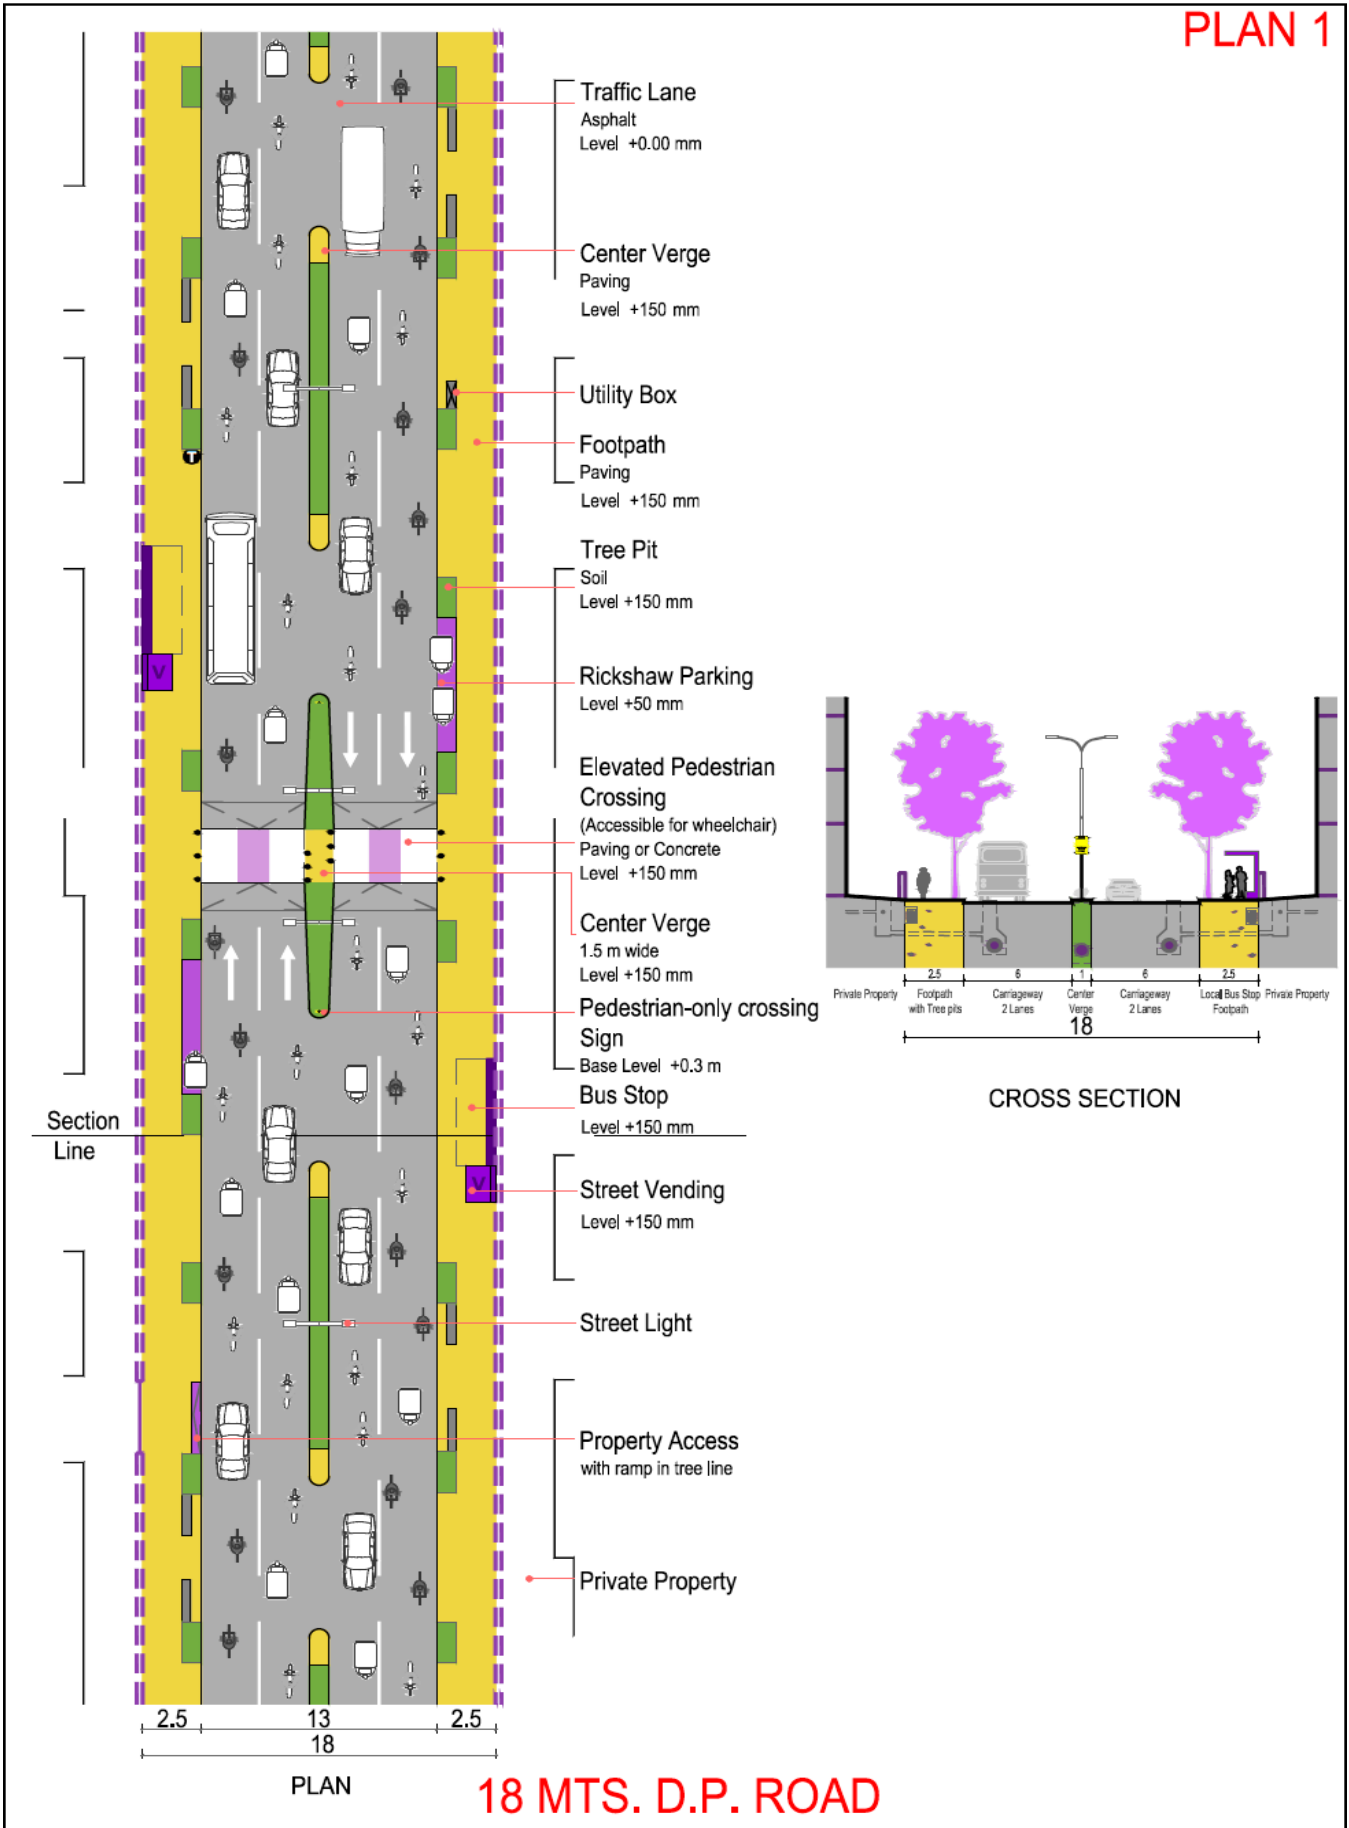 PLAN 1
Traffic Lane
Asphalt
Level +0.00 mm
Center Verge
Paving
Level +150 mm
Utility Box
Footpath
Paving
Level +150 mm
T
Tree Pit
Soil
Level +150 mm
V
Rickshaw Parking
Level +50 mm
Elevated Pedestrian
Crossing
(Accessible for wheelchair)
Paving or Concrete
Level +150 mm
Center Verge
1.5 m wide
Level +150 mm
Pedestrian-only crossing
Sign
Base Level +0.3 m
Bus Stop
Level +150 mm
Section
Line
V
Street Vending
Level +150 mm
Street Light
Property Access
with ramp in tree line
Private Property
2.5 13 2.5
18
PLAN
2.5 6 1 6 2.5
Private Property
Footpath
with Tree pits
Carriageway
2 Lanes
Center
Verge
Carriageway
2 Lanes
Local Bus Stop
Footpath
Private Property
18
CROSS SECTION
18 MTS. D.P. ROAD